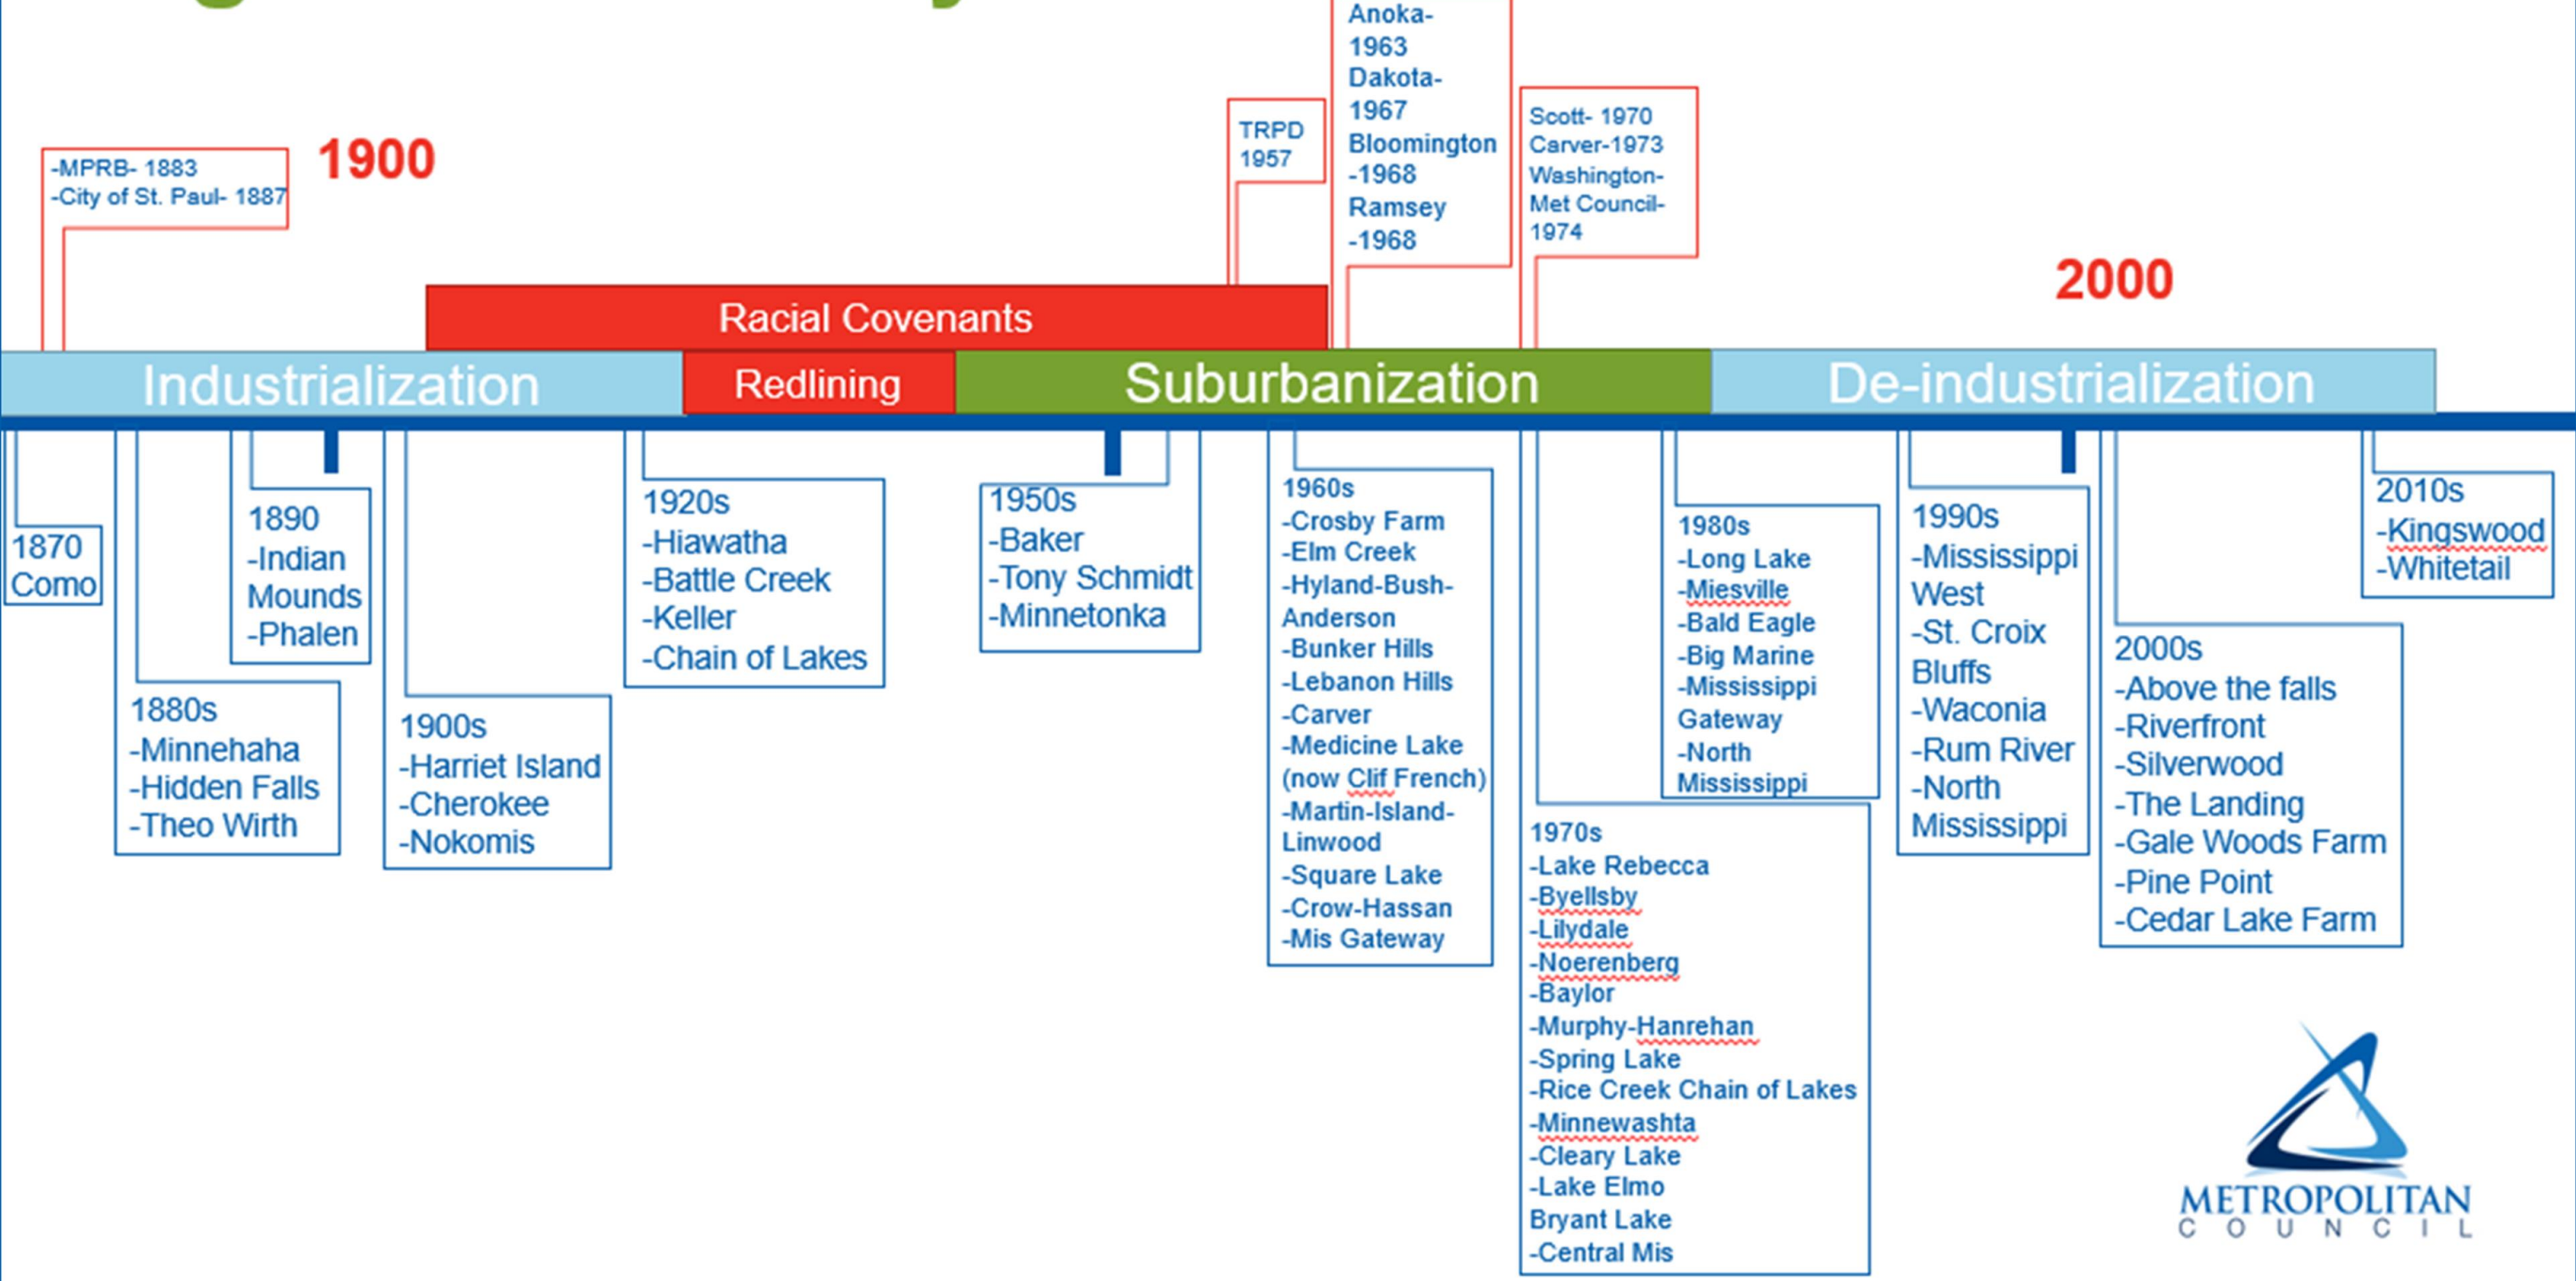 Anoka-
1963
Dakota-
1967
Bloomington
-1968
Ramsey
-1968
TRPD
1957
Scott- 1970
Carver-1973
Washington-
Met Council-
1974
-MPRB- 1883
-City of St. Paul- 1887
1900
2000
Racial Covenants
Industrialization
Redlining
Suburbanization
De-industrialization
1870
Como
1880s
-Minnehaha
-Hidden Falls
-Theo Wirth
1890
-Indian
Mounds
-Phalen
1900s
-Harriet Island
-Cherokee
-Nokomis
1920s
-Hiawatha
-Battle Creek
-Keller
-Chain of Lakes
1950s
-Baker
-Tony Schmidt
-Minnetonka
1960s
-Crosby Farm
-Elm Creek
-Hyland-Bush-
Anderson
-Bunker Hills
-Lebanon Hills
-Carver
-Medicine Lake
(now Clif French)
-Martin-Island-
Linwood
-Square Lake
-Crow-Hassan
-Mis Gateway
1970s
-Lake Rebecca
-Byellsby
-Lilydale
-Noerenberg
-Baylor
-Murphy-Hanrehan
-Spring Lake
-Rice Creek Chain of Lakes
-Minnewashta
-Cleary Lake
-Lake Elmo
Bryant Lake
-Central Mis
1980s
-Long Lake
-Miesville
-Bald Eagle
-Big Marine
-Mississippi
Gateway
-North
Mississippi
1990s
-Mississippi
West
-St. Croix
Bluffs
-Waconia
-Rum River
-North
Mississippi
2000s
-Above the falls
-Riverfront
-Silverwood
-The Landing
-Gale Woods Farm
-Pine Point
-Cedar Lake Farm
2010s
-Kingswood
-Whitetail
METROPOLITAN
COUNCIL